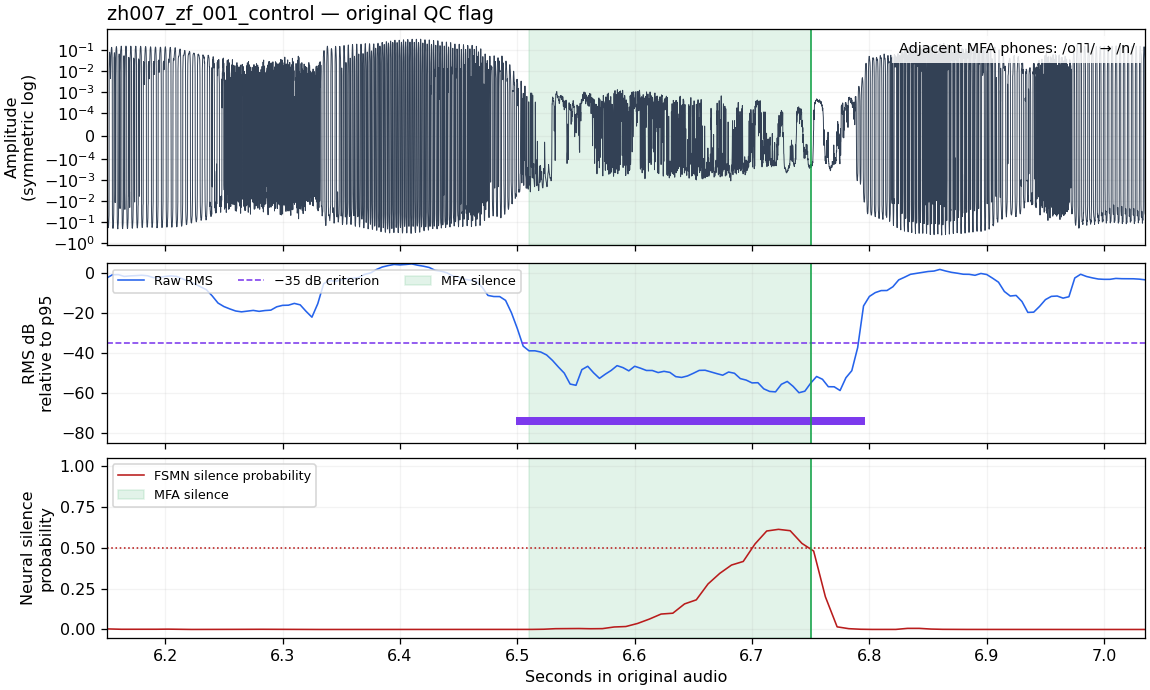 zh007_zf_001_control — original QC flag
Adjacent MFA phones: /o˥˥/ → /n/
Amplitude
(symmetric log)
10⁻¹
10⁻²
10⁻³
10⁻⁴
0
−10⁻⁴
−10⁻³
−10⁻²
−10⁻¹
−10⁰
Raw RMS
−35 dB criterion
MFA silence
RMS dB
relative to p95
0
−20
−40
−60
−80
FSMN silence probability
MFA silence
Neural silence
probability
1.00
0.75
0.50
0.25
0.00
6.2 6.3 6.4 6.5 6.6 6.7 6.8 6.9 7.0
Seconds in original audio